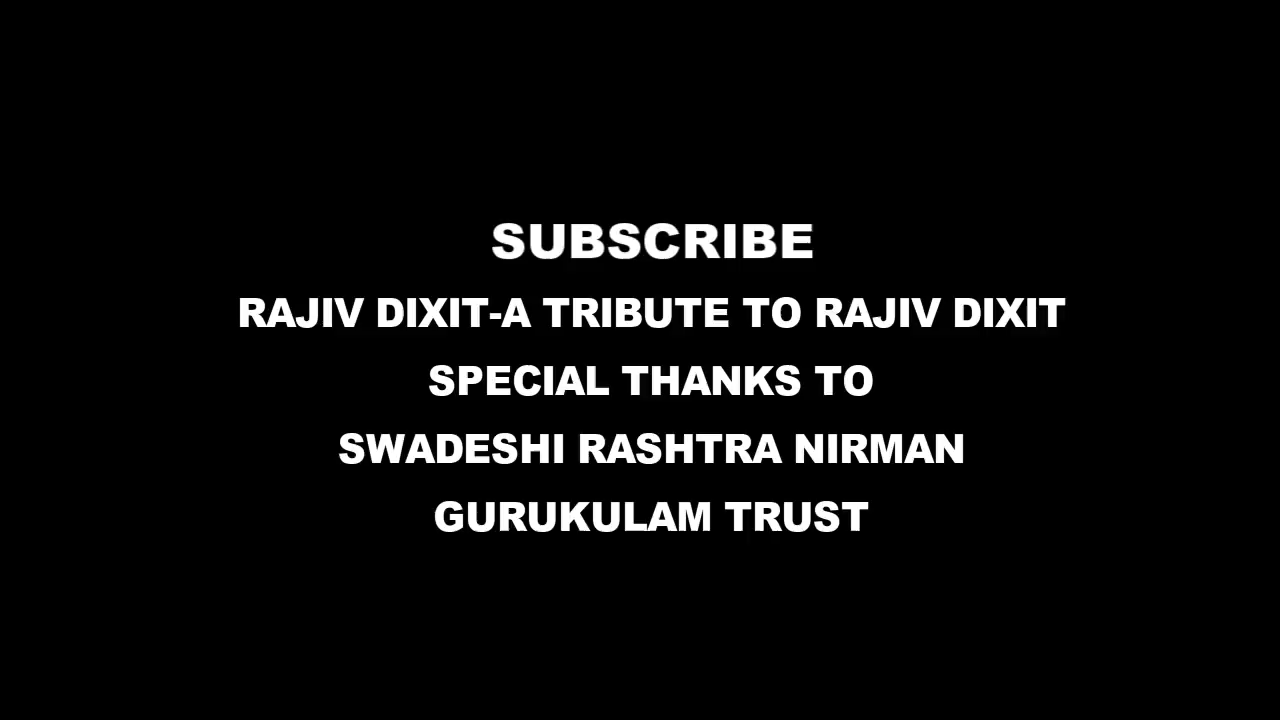 SUBSCRIBE
RAJIV DIXIT-A TRIBUTE TO RAJIV DIXIT
SPECIAL THANKS TO
SWADESHI RASHTRA NIRMAN
GURUKULAM TRUST